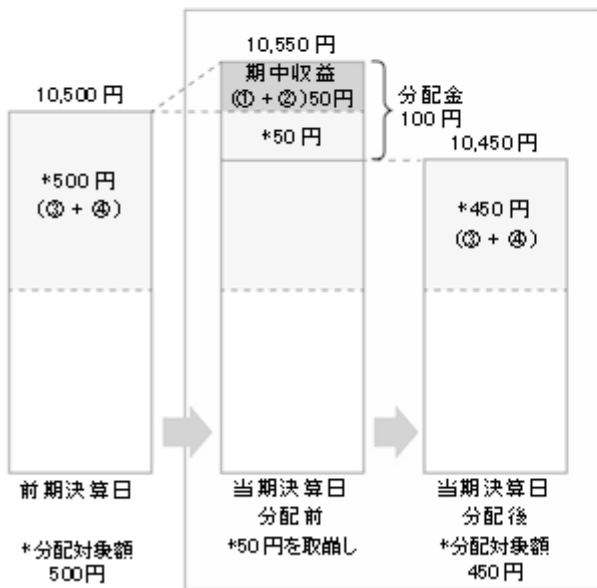 10,500円
*500円
(③ + ④)
前期決算日
*分配対象額
500円
10,550円
期中収益
(① + ②)50円
*50円
分配金
100円
当期決算日
分配前
*50円を取崩し
10,450円
*450円
(③ + ④)
当期決算日
分配後
*分配対象額
450円